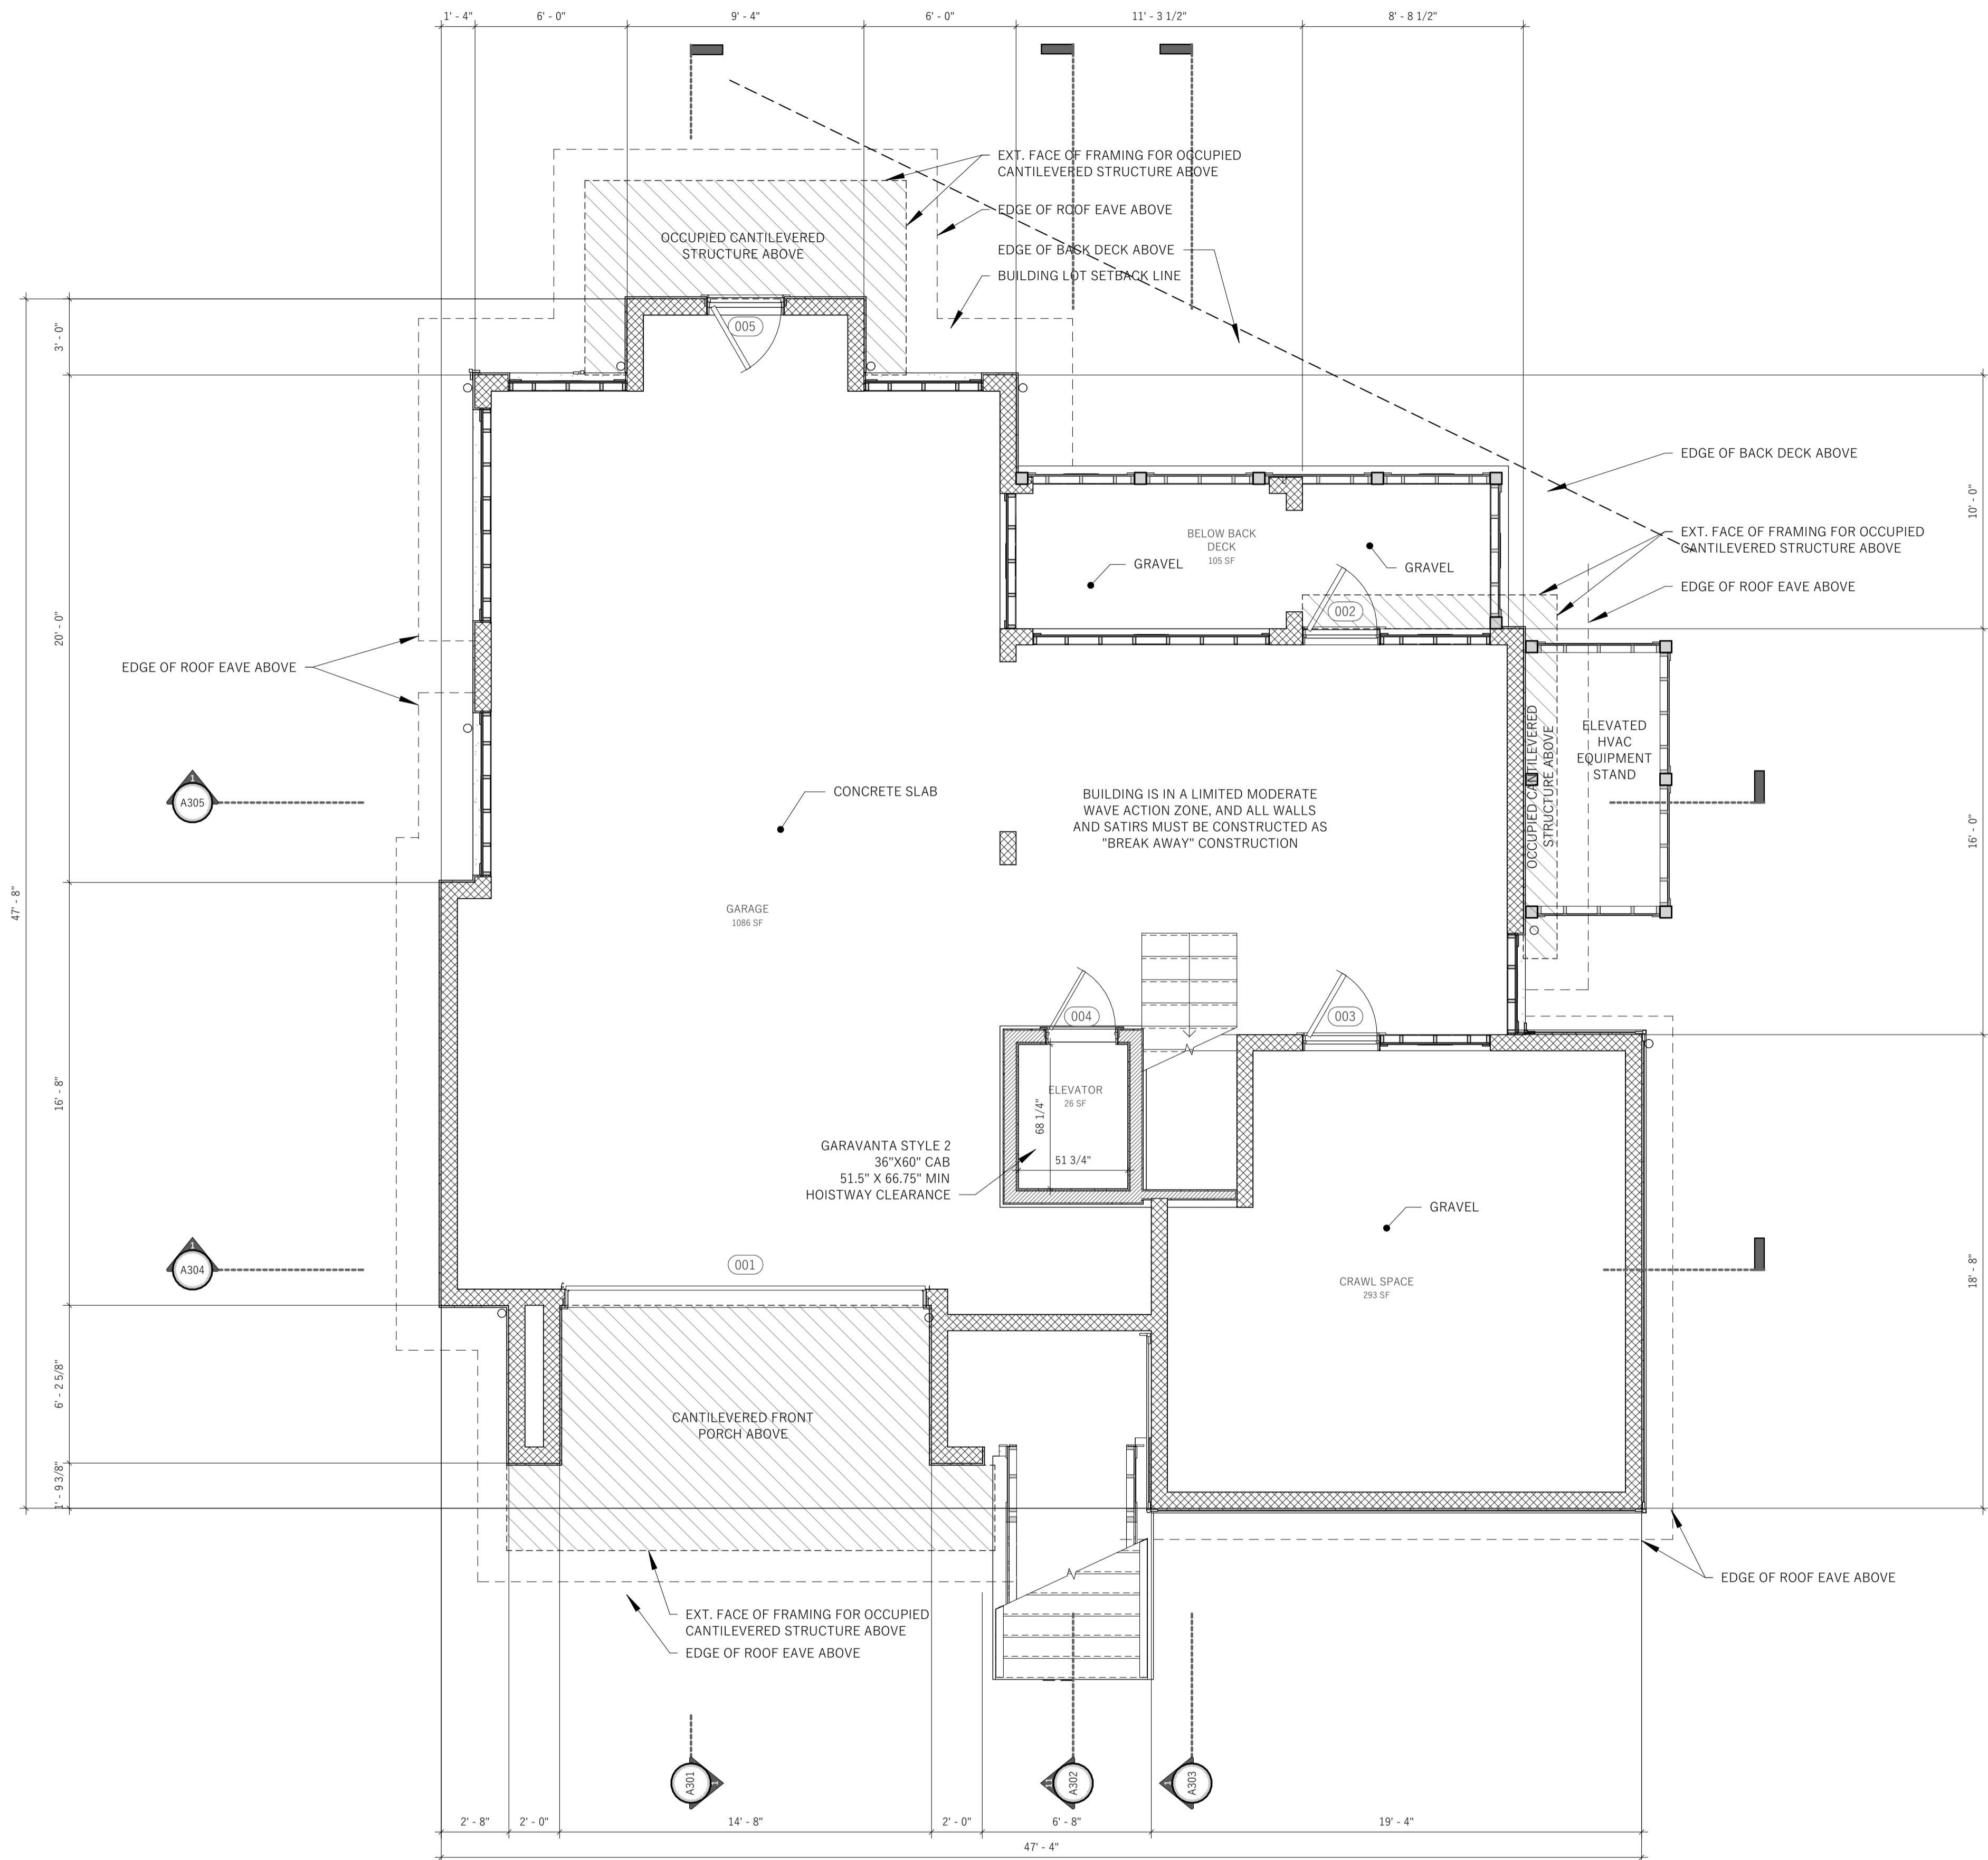 1' - 4"
6' - 0"
9' - 4"
6' - 0"
11' - 3 1/2"
8' - 8 1/2"
EXT. FACE OF FRAMING FOR OCCUPIED
CANTILEVERED STRUCTURE ABOVE
EDGE OF ROOF EAVE ABOVE
EDGE OF BACK DECK ABOVE
BUILDING LOT SETBACK LINE
OCCUPIED CANTILEVERED
STRUCTURE ABOVE
005
3' - 0"
20' - 0"
47' - 8"
16' - 8"
6' - 2 5/8"
1' - 9 3/8"
10' - 0"
16' - 0"
18' - 8"
EDGE OF BACK DECK ABOVE
EXT. FACE OF FRAMING FOR OCCUPIED
CANTILEVERED STRUCTURE ABOVE
EDGE OF ROOF EAVE ABOVE
BELOW BACK
DECK
105 SF
GRAVEL
GRAVEL
002
EDGE OF ROOF EAVE ABOVE
OCCUPIED CANTILEVERED
STRUCTURE ABOVE
ELEVATED
HVAC
EQUIPMENT
STAND
1
A305
CONCRETE SLAB
BUILDING IS IN A LIMITED MODERATE
WAVE ACTION ZONE, AND ALL WALLS
AND SATIRS MUST BE CONSTRUCTED AS
"BREAK AWAY" CONSTRUCTION
GARAGE
1086 SF
004
003
ELEVATOR
26 SF
68 1/4"
51 3/4"
GARAVANTA STYLE 2
36"X60" CAB
51.5" X 66.75" MIN
HOISTWAY CLEARANCE
GRAVEL
1
A304
001
CRAWL SPACE
293 SF
CANTILEVERED FRONT
PORCH ABOVE
EDGE OF ROOF EAVE ABOVE
EXT. FACE OF FRAMING FOR OCCUPIED
CANTILEVERED STRUCTURE ABOVE
EDGE OF ROOF EAVE ABOVE
A301
1
A302
A303
1
2' - 8"
2' - 0"
14' - 8"
2' - 0"
6' - 8"
19' - 4"
47' - 4"